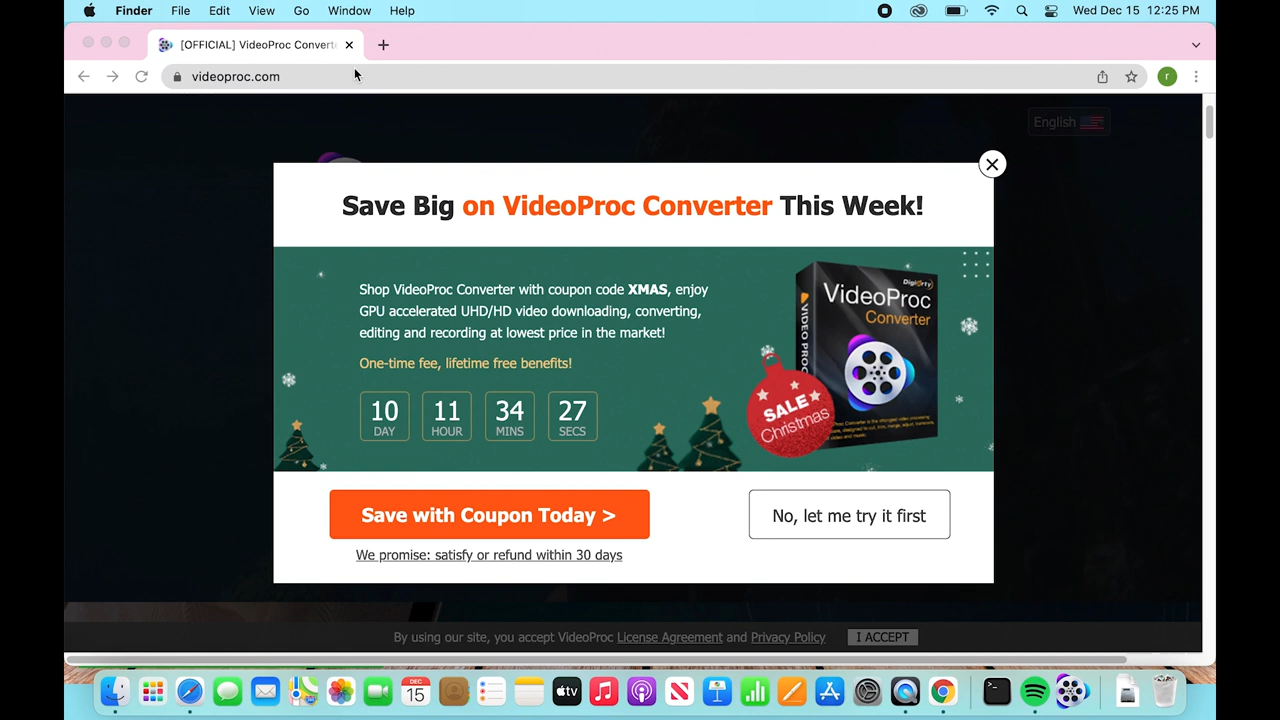 Finder File Edit View Go Window Help Wed Dec 15 12:25 PM
[OFFICIAL] VideoProc Convert
videoproc.com r
English
Save Big on VideoProc Converter This Week!
Shop VideoProc Converter with coupon code XMAS, enjoy
GPU accelerated UHD/HD video downloading, converting,
editing and recording at lowest price in the market!
One-time fee, lifetime free benefits!
10 11 34 27
DAY HOUR MINS SECS
SALE
Christmas
Digiarty
VideoProc
Converter
VIDEO PROC
Save with Coupon Today >
No, let me try it first
We promise: satisfy or refund within 30 days
By using our site, you accept VideoProc License Agreement and Privacy Policy I ACCEPT
DEC
15
tv